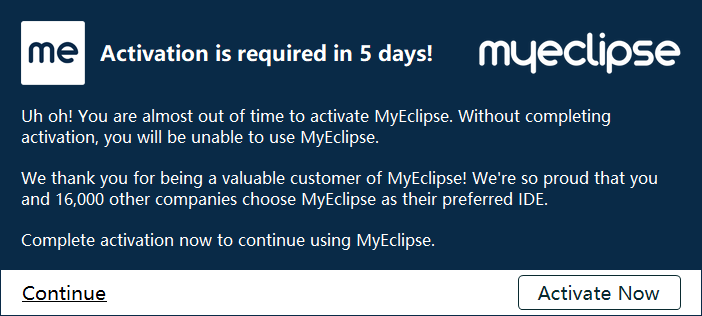 me Activation is required in 5 days! myeclipse
Uh oh! You are almost out of time to activate MyEclipse. Without completing
activation, you will be unable to use MyEclipse.
We thank you for being a valuable customer of MyEclipse! We're so proud that you
and 16,000 other companies choose MyEclipse as their preferred IDE.
Complete activation now to continue using MyEclipse.
Continue Activate Now